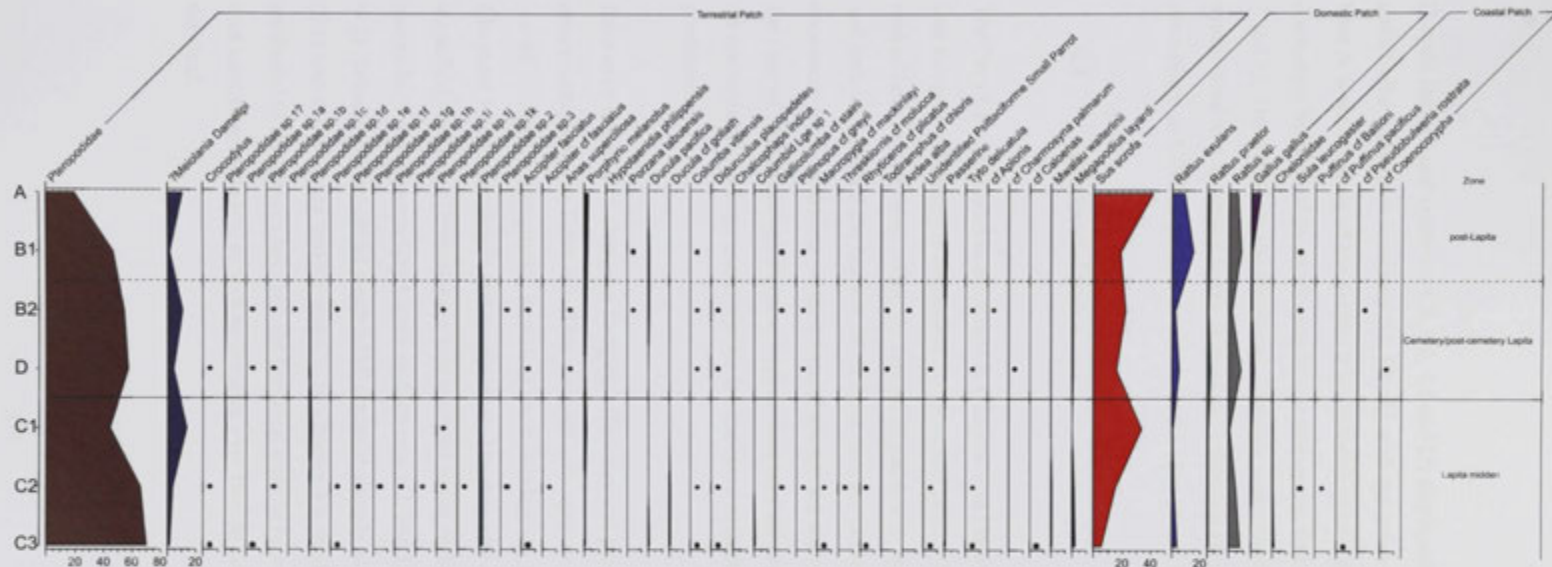 Terrestrial Patch
Domestic Patch
Coastal Patch
Pteropodidae
?Meiolania Damelipi
Crocodylus
Pteropodidae sp.1?
Pteropodidae sp.1a
Pteropodidae sp.1b
Pteropodidae sp.1c
Pteropodidae sp.1d
Pteropodidae sp.1e
Pteropodidae sp.1f
Pteropodidae sp.1g
Pteropodidae sp.1h
Pteropodidae sp.1i
Pteropodidae sp.1j
Pteropodidae sp.1k
Pteropodidae sp.2
Pteropodidae sp.3
Accipiter fasciatus
Accipiter cf fasciatus
Anas superciliosa
Porphyrio melanotus
Hypotaenidia philippensis
Porzana tabuensis
Ducula pacifica
Ducula cf goliath
Columba vitiensis
Didunculus placopedetes
Chalcophaps indica
Columbid Lge sp.1
Gallicolumba cf stairi
Ptilinopus cf greyii
Macropygia cf mackinlayi
Threskiornis cf molucca
Rhyticeros cf plicatus
Todiramphus cf chloris
Ardea alba
Unidentified Psittaciforme Small Parrot
Passerine
Tyto delicatula
cf Aplonis
cf Charmosyna palmarum
cf Caloenas
Mwalau walterlinii
Megapodius layardi
Sus scrofa
Rattus exulans
Rattus praetor
Rattus sp.
Gallus gallus
Cheloniidae
Sula leucogaster
Puffinus cf Bailloni
cf Puffinus pacificus
cf Pseudobulweria rostrata
cf Coenocorypha
Zone
A
B1
post-Lapita
B2
D
Cemetery/post-cemetery Lapita
C1
C2
Lapita midden
C3
20 40 60 80 20 20 40 20